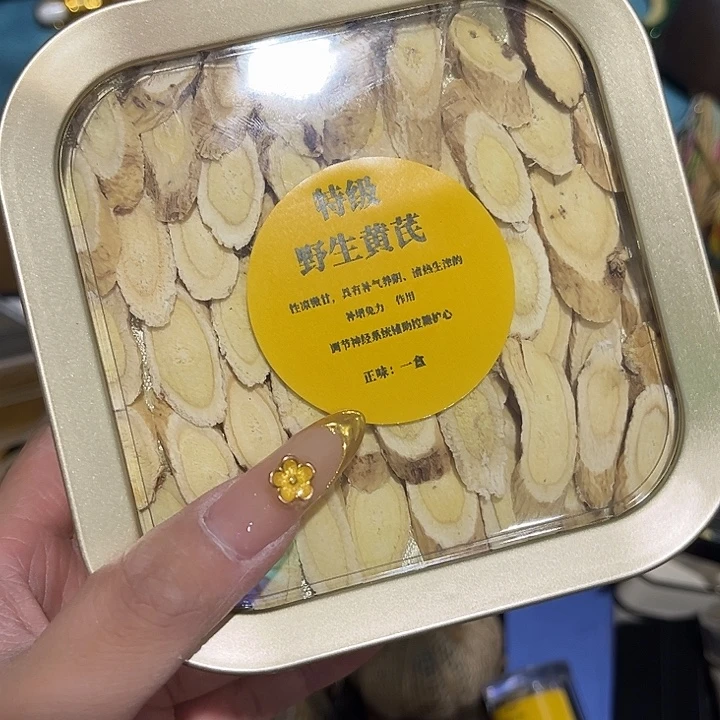 特级
野生黄芪
性凉微甘，具有补气养阴、清热生津的
补增免力 作用
调节神经系统辅助控糖护心
正味：一盒